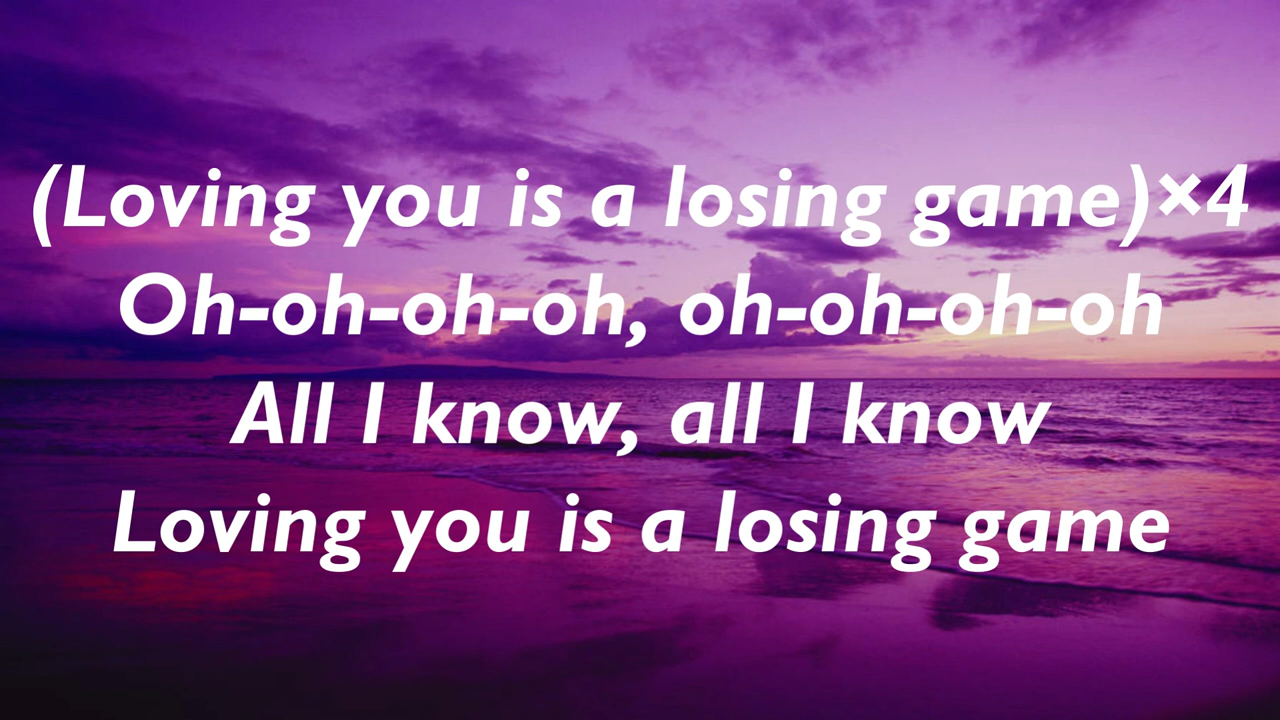 (Loving you is a losing game)×4
Oh-oh-oh-oh, oh-oh-oh-oh
All I know, all I know
Loving you is a losing game